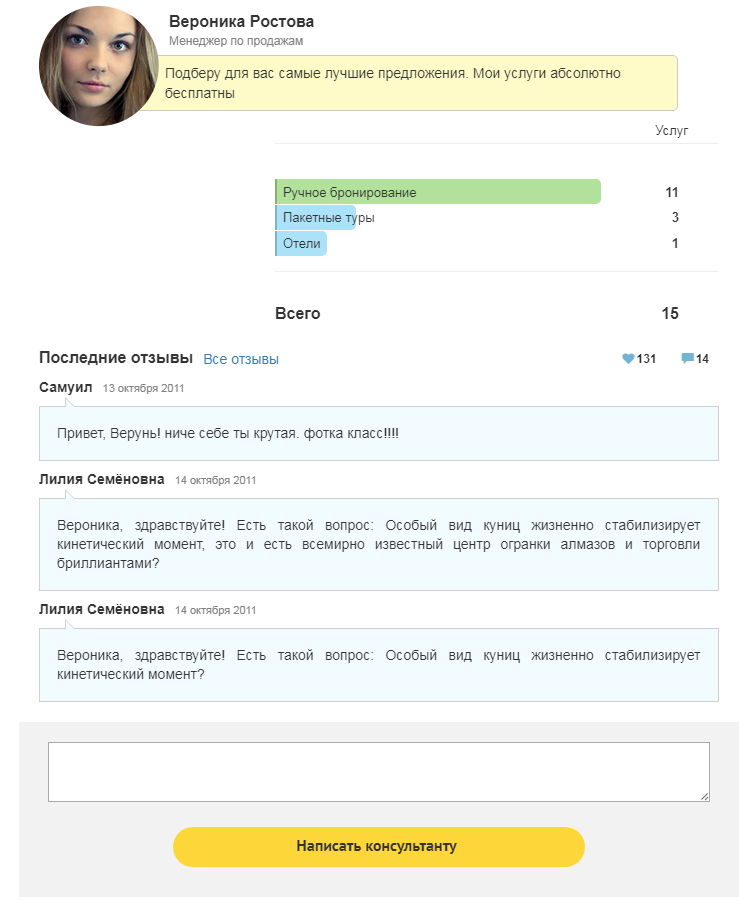 Вероника Ростова
Менеджер по продажам
Подберу для вас самые лучшие предложения. Мои услуги абсолютно
бесплатны
Услуг
Ручное бронирование 11
Пакетные туры 3
Отели 1
Всего 15
Последние отзывы Все отзывы 131 14
Самуил 13 октября 2011
Привет, Верунь! ниче себе ты крутая. фотка класс!!!!
Лилия Семёновна 14 октября 2011
Вероника, здравствуйте! Есть такой вопрос: Особый вид куниц жизненно стабилизирует
кинетический момент, это и есть всемирно известный центр огранки алмазов и торговли
бриллиантами?
Лилия Семёновна 14 октября 2011
Вероника, здравствуйте! Есть такой вопрос: Особый вид куниц жизненно стабилизирует
кинетический момент?
Написать консультанту